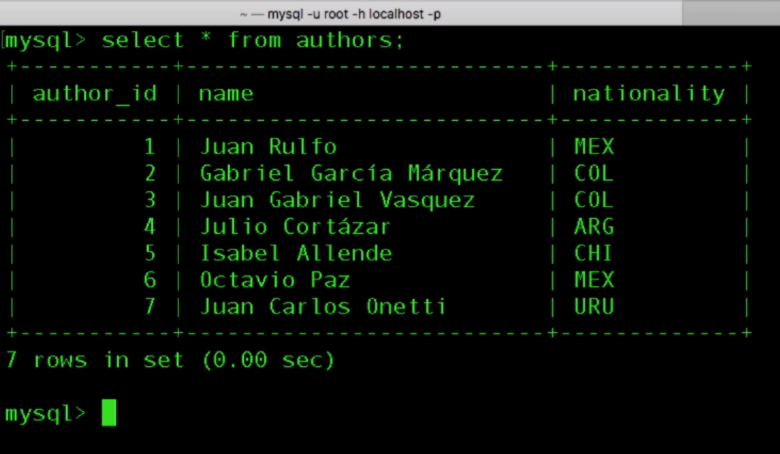 ~ — mysql -u root -h localhost -p
mysql> select * from authors;
+-----------+--------------------------+-------------+
| author_id | name                     | nationality |
+-----------+--------------------------+-------------+
|         1 | Juan Rulfo               | MEX         |
|         2 | Gabriel García Márquez   | COL         |
|         3 | Juan Gabriel Vasquez     | COL         |
|         4 | Julio Cortázar           | ARG         |
|         5 | Isabel Allende           | CHI         |
|         6 | Octavio Paz              | MEX         |
|         7 | Juan Carlos Onetti       | URU         |
+-----------+--------------------------+-------------+
7 rows in set (0.00 sec)
mysql>